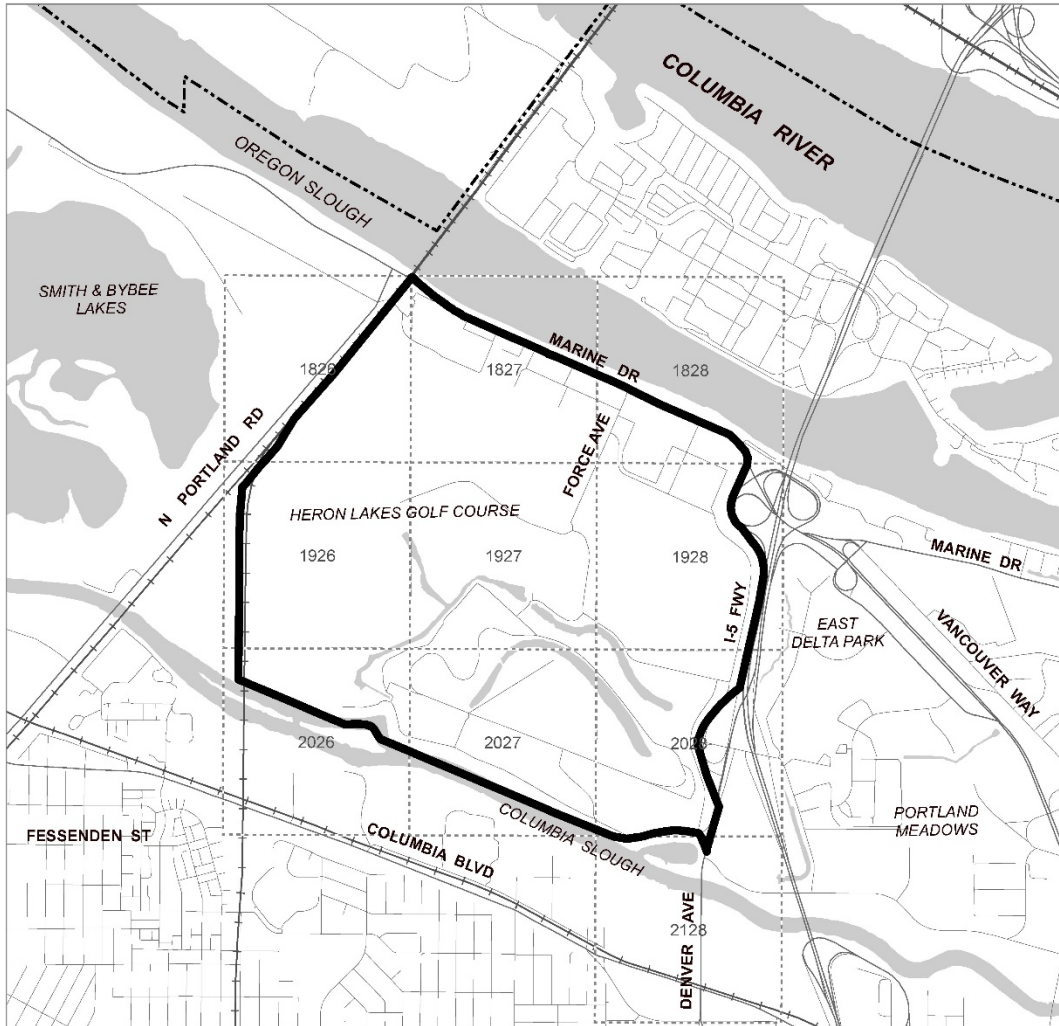 COLUMBIA RIVER
OREGON SLOUGH
SMITH & BYBEE
LAKES
MARINE DR
1826
1827
1828
N PORTLAND RD
FORCE AVE
HERON LAKES GOLF COURSE
1926
1927
1928
MARINE DR
I-5 FWY
EAST
DELTA PARK
VANCOUVER WAY
2026
2027
2028
COLUMBIA SLOUGH
PORTLAND
MEADOWS
FESSENDEN ST
COLUMBIA BLVD
DENVER AVE
2128